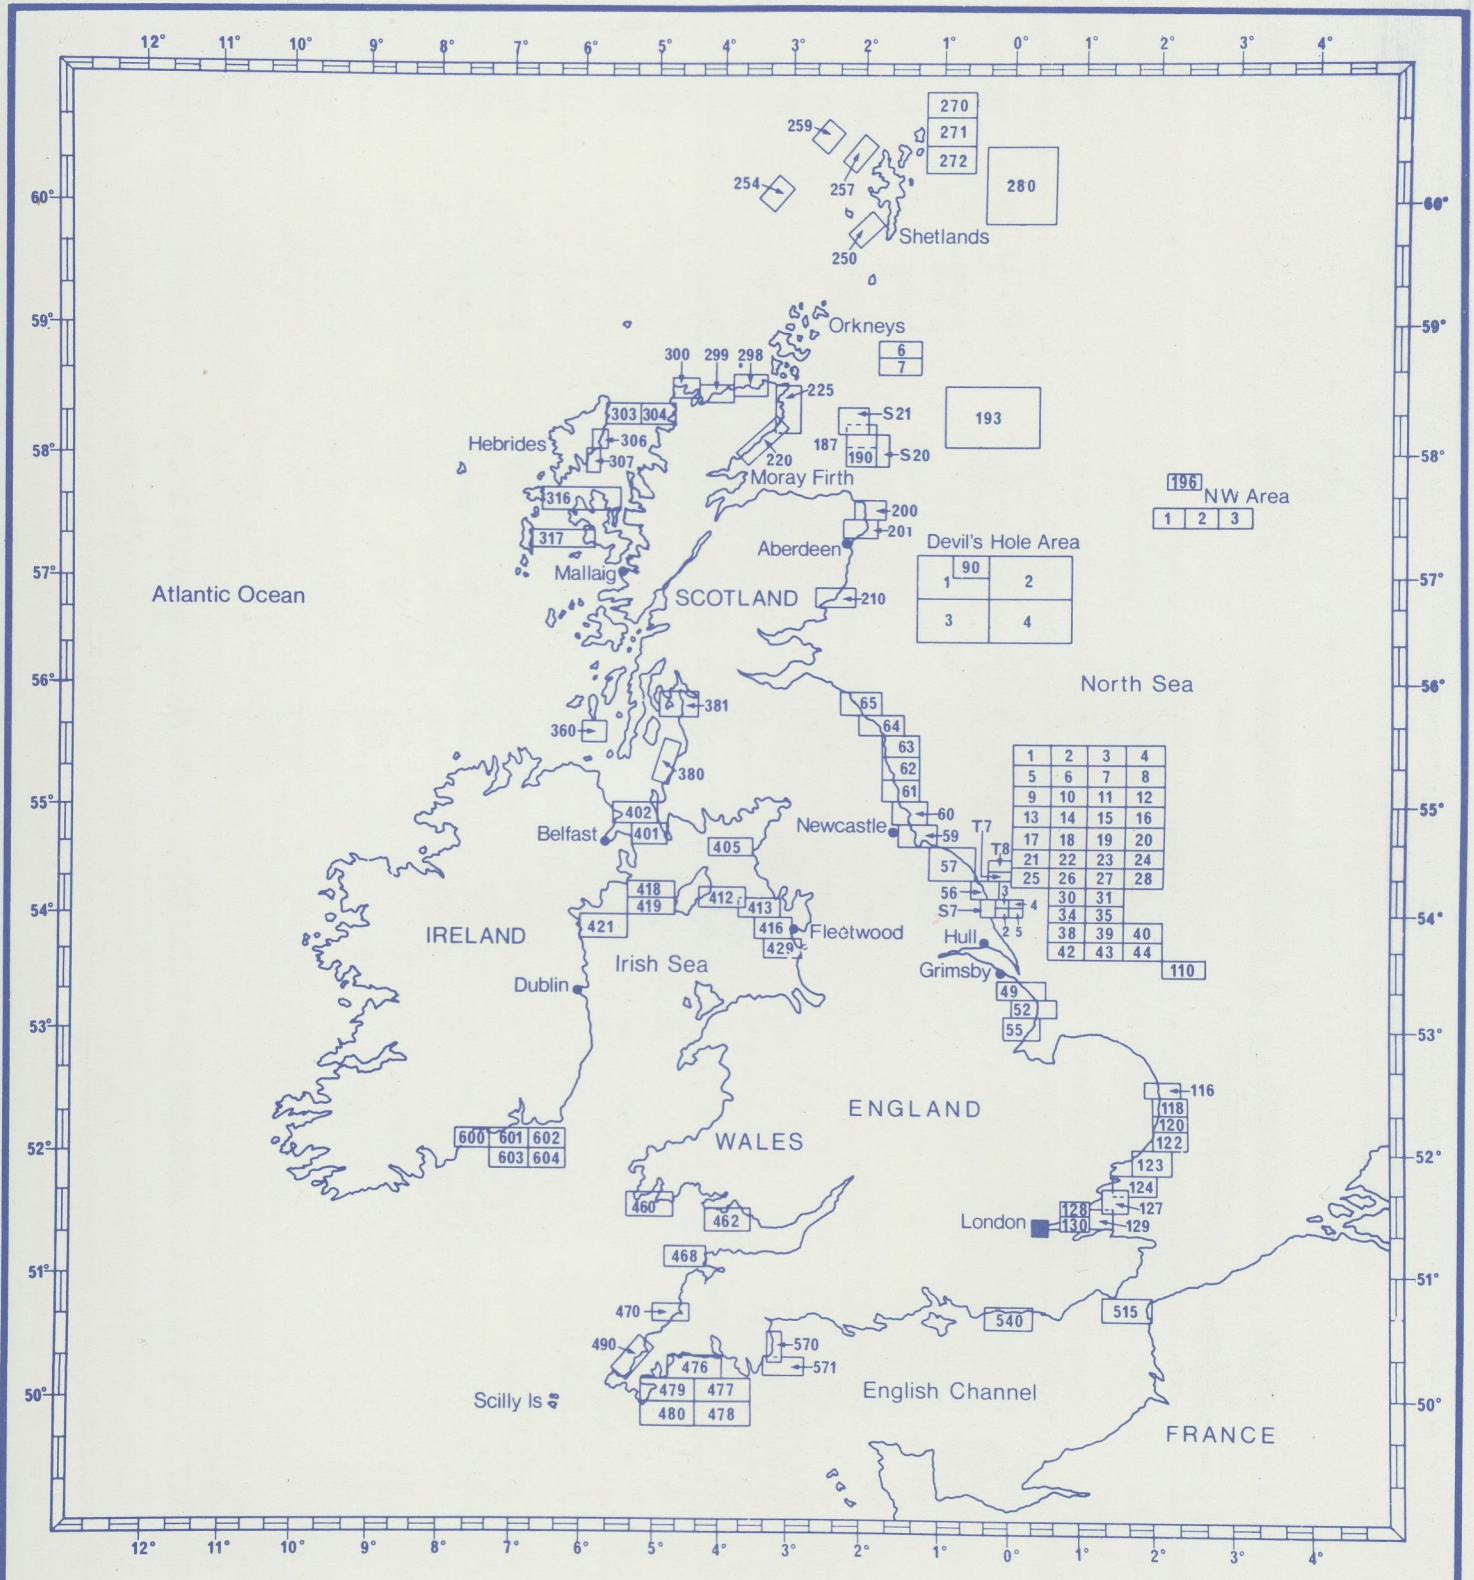 12° 11° 10° 9° 8° 7° 6° 5° 4° 3° 2° 1° 0° 1° 2° 3° 4°
270
259 271
272
254 257 280
60° 60°
Shetlands
250
59° Orkneys 59°
6
300 299 298 7
225
303 304 S21 193
Hebrides 306 187
58° 307 220 190 S20 58°
Moray Firth
316 196
NW Area
200 1 2 3
317 201
Aberdeen Devil's Hole Area
57° Mallaig 90 57°
1 2
Atlantic Ocean SCOTLAND 210
3 4
56° North Sea 56°
381 65
360 64
63 1 2 3 4
380 62 5 6 7 8
61 9 10 11 12
55° 402 60 55°
Belfast 401 Newcastle T7 13 14 15 16
405 59 17 18 19 20
T8
57 21 22 23 24
25 26 27 28
418 412 56 3 30 31
54° 419 413 S7 4 34 35 54°
421 416 Fleetwood 2 5
IRELAND 429 Hull 38 39 40
Irish Sea 42 43 44
Grimsby 110
Dublin 49
52
53° 55 53°
116
ENGLAND 118
120
52° 600 601 602 WALES 122 52°
603 604 123
124
460 128 127
462 London 130 129
468
51° 51°
470 540 515
490 570
476 571
50° Scilly Is 479 477 English Channel 50°
480 478
FRANCE
12° 11° 10° 9° 8° 7° 6° 5° 4° 3° 2° 1° 0° 1° 2° 3° 4°